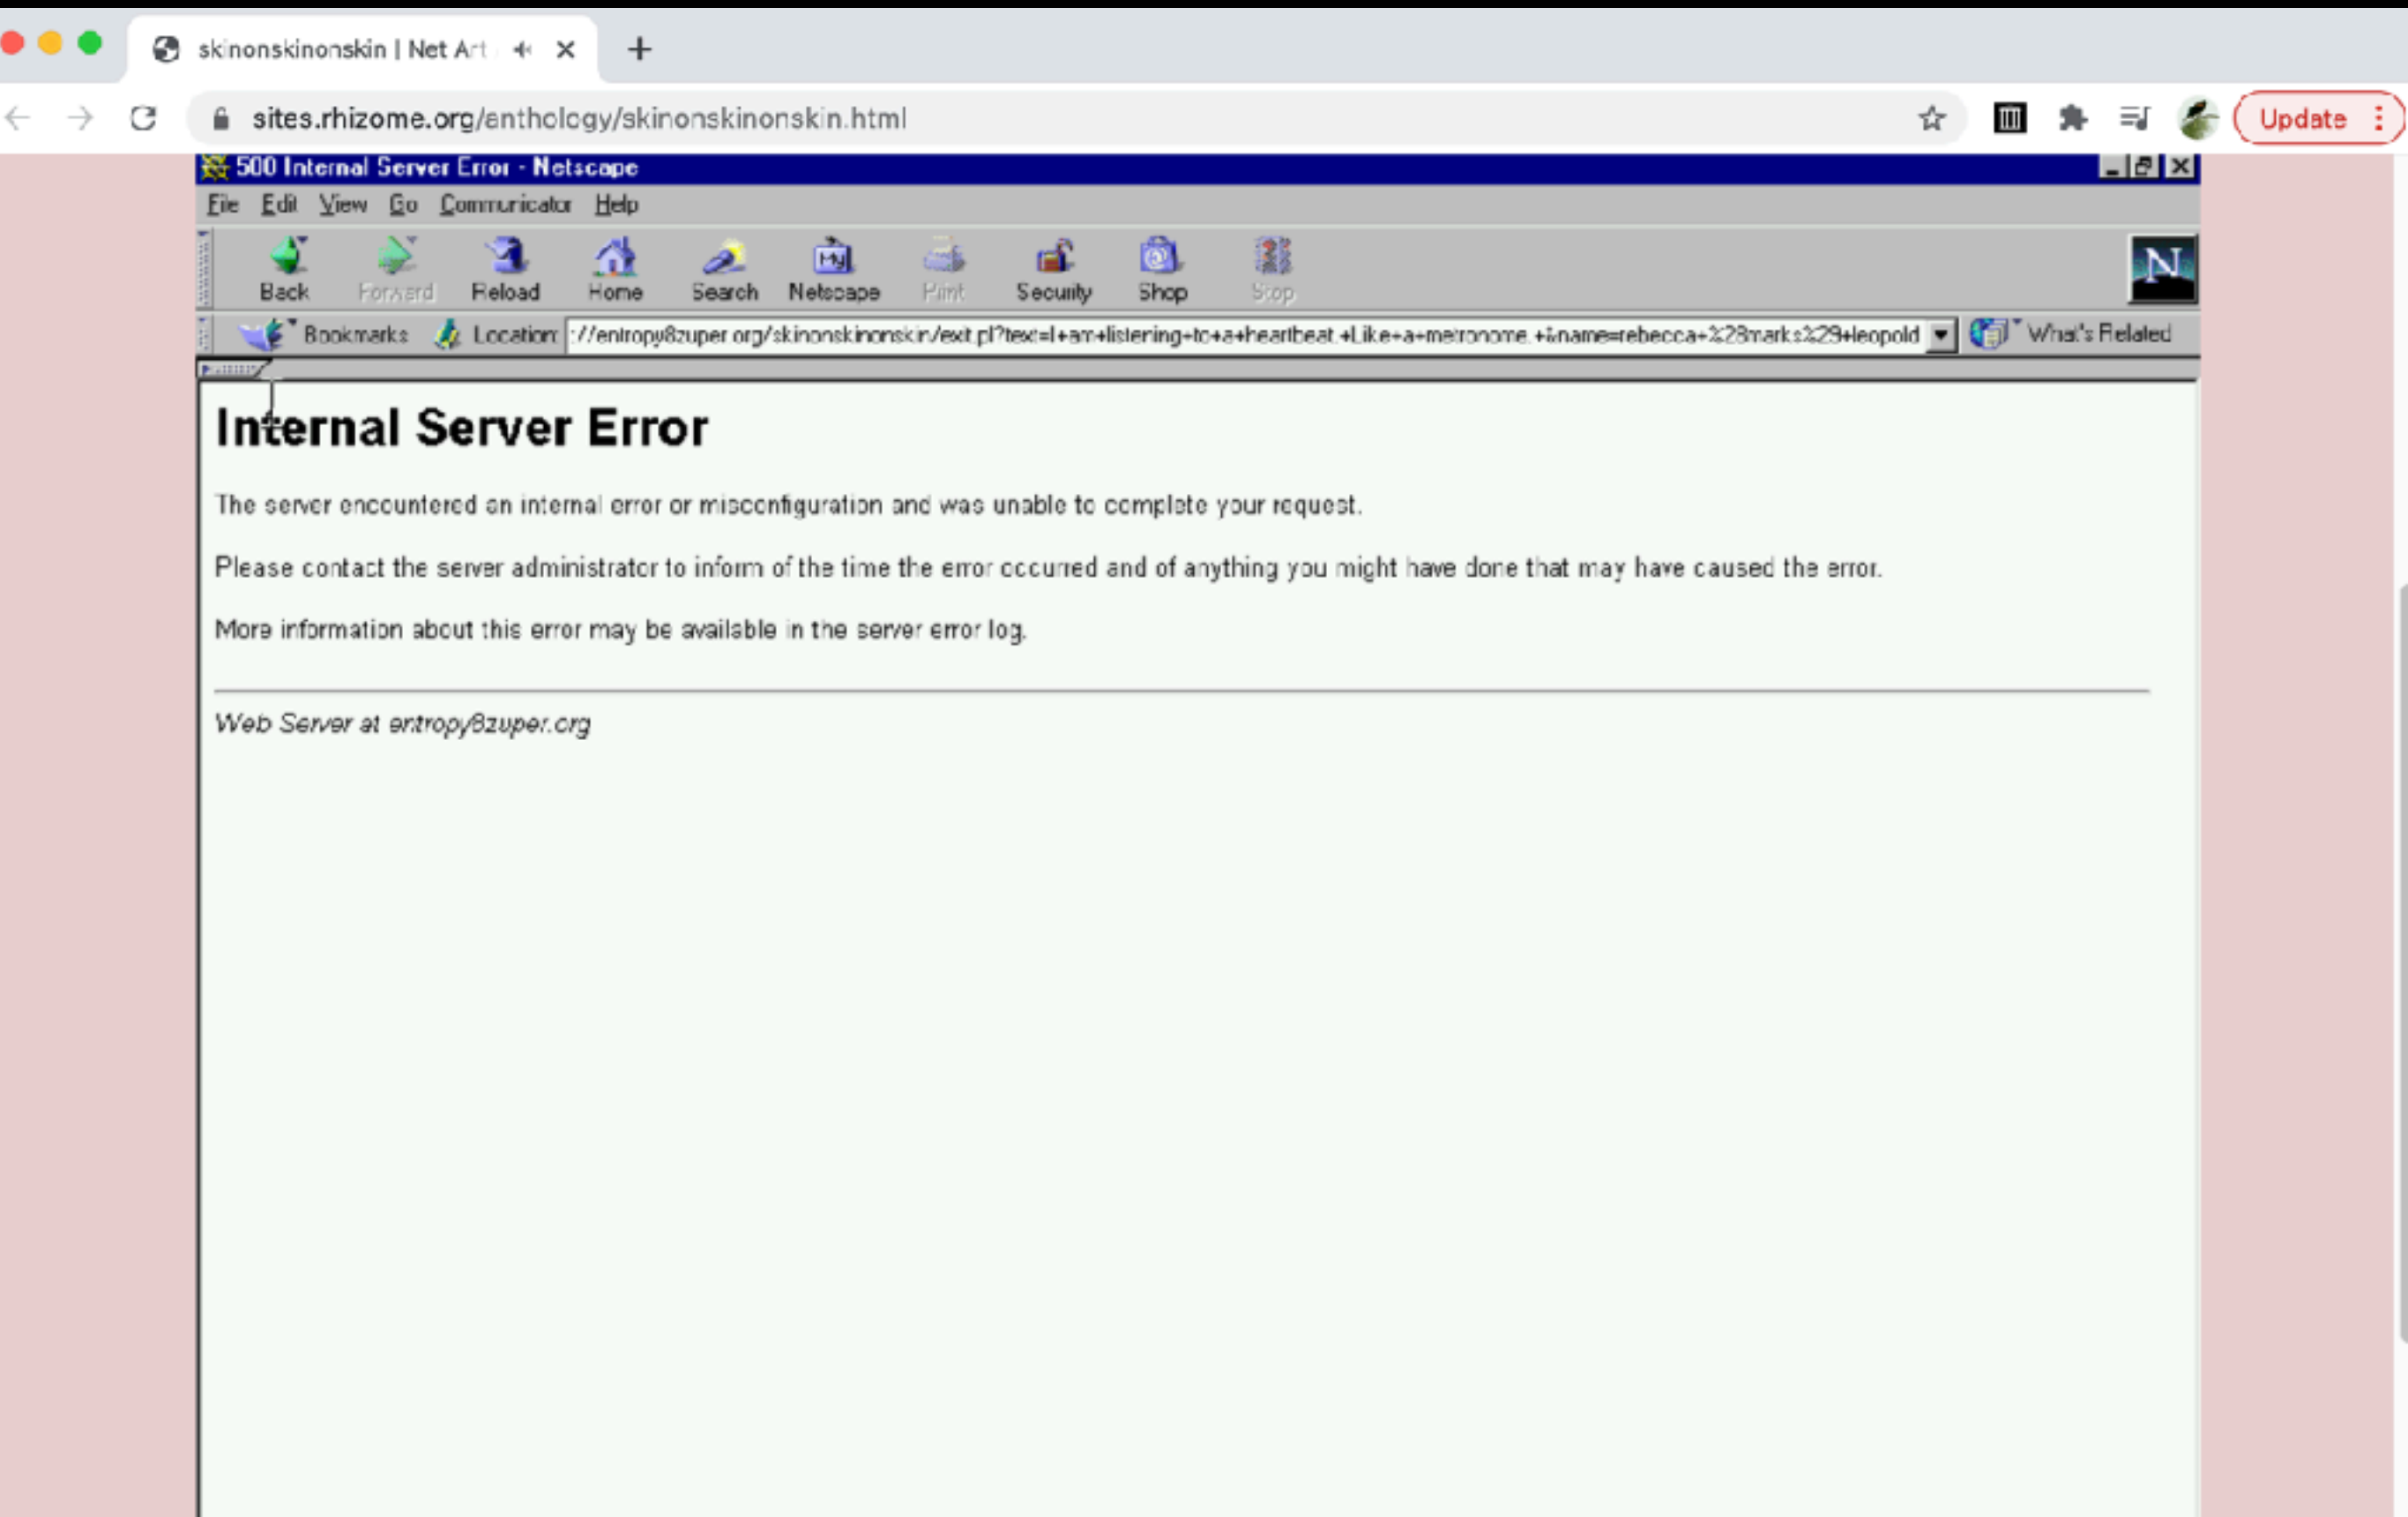 skinonskinonskin | Net Art
sites.rhizome.org/anthology/skinonskinonskin.html
Update
500 Internal Server Error - Netscape
File Edit View Go Communicator Help
Back Forward Reload Home Search Netscape Print Security Shop Stop
My
N
Bookmarks Location: ://entropy8zuper.org/skinonskinonskin/exit.pl?text=I+am+listening+to+a+heartbeat.+Like+a+metronome.+&name=rebecca+%28marks%29+leopold What's Related
Internal Server Error
The server encountered an internal error or misconfiguration and was unable to complete your request.
Please contact the server administrator to inform of the time the error occurred and of anything you might have done that may have caused the error.
More information about this error may be available in the server error log.
Web Server at entropy8zuper.org